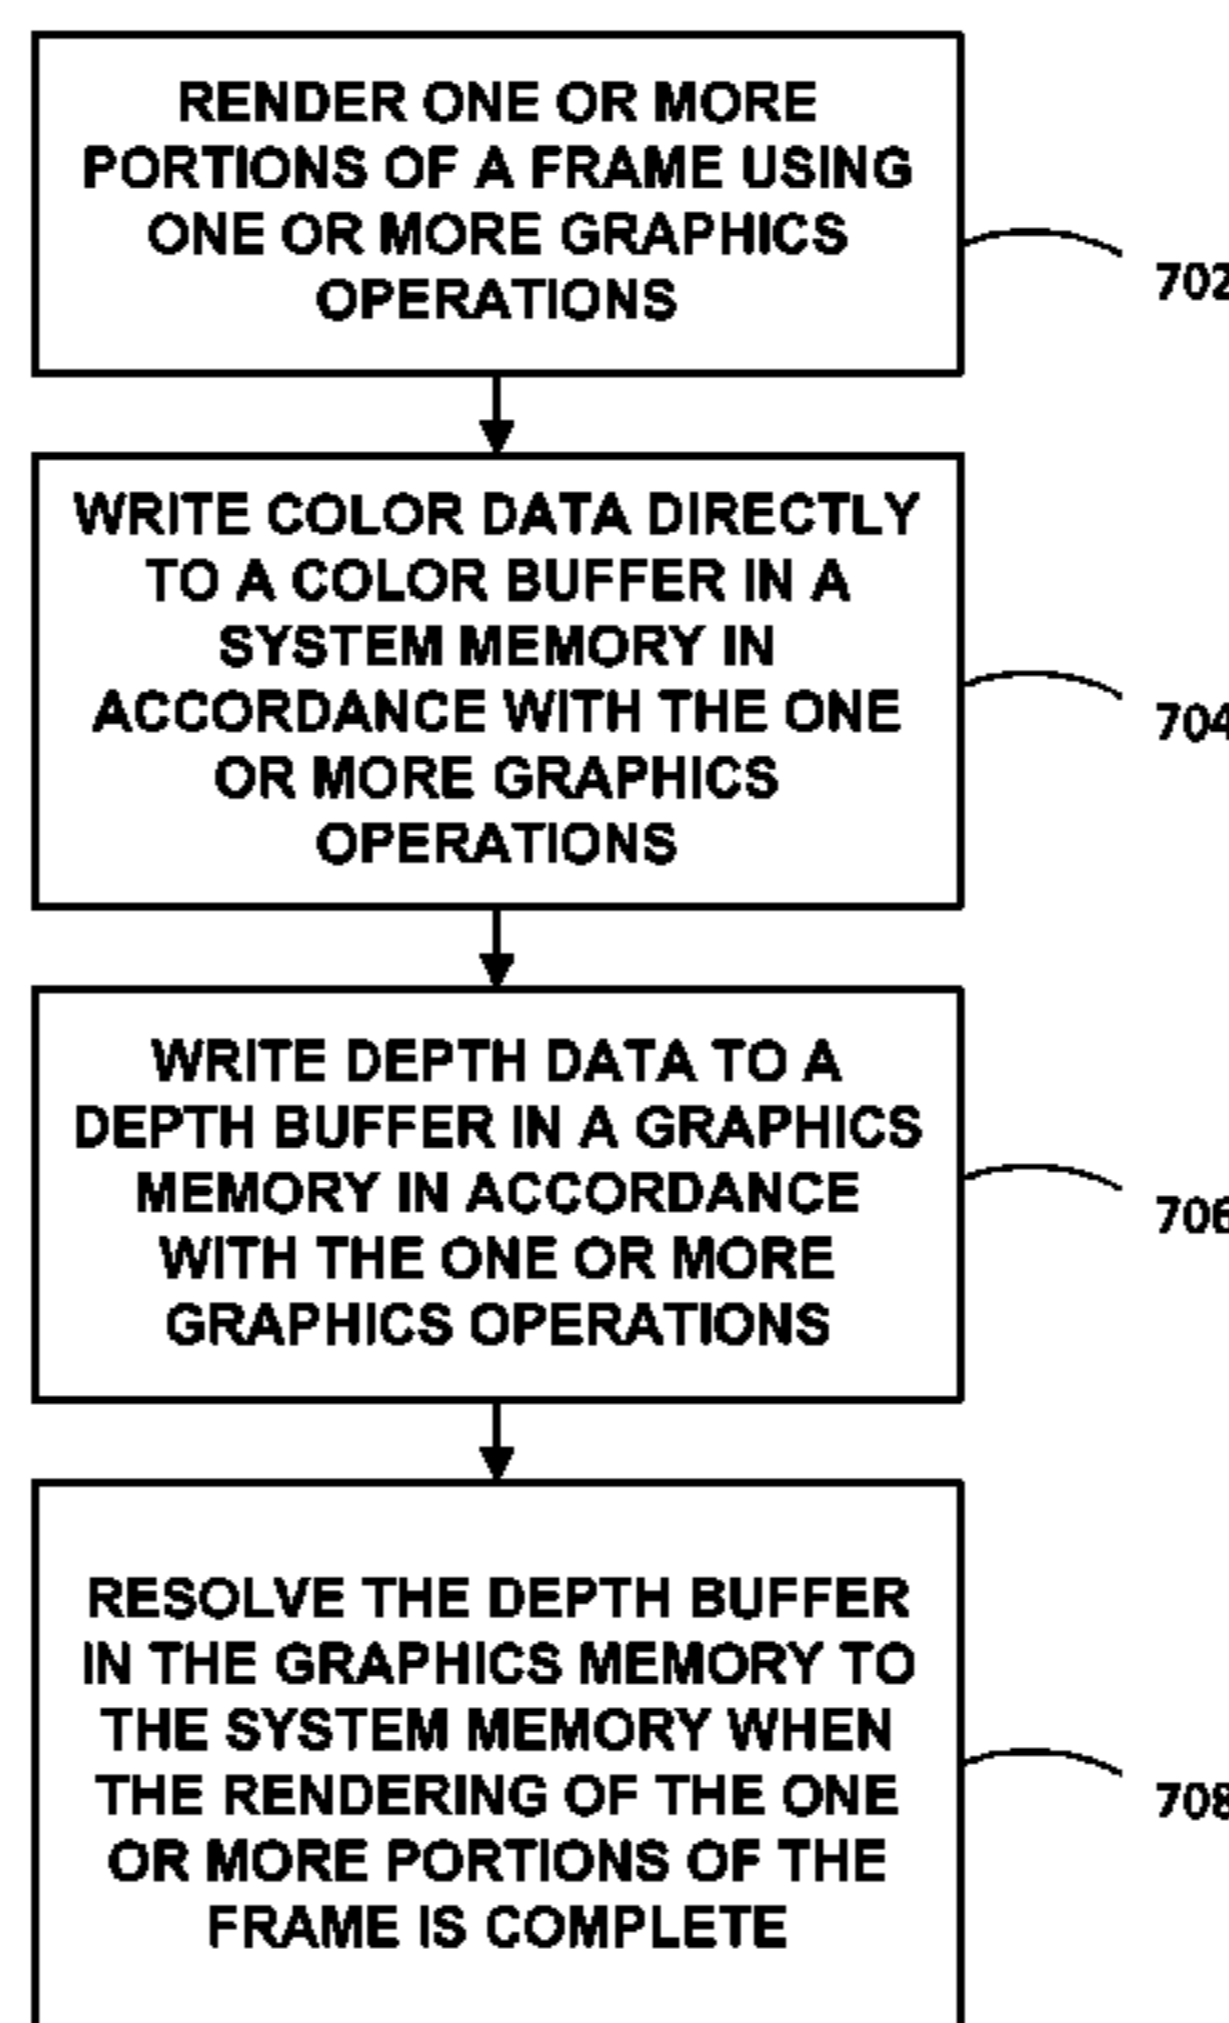 RENDER ONE OR MORE
PORTIONS OF A FRAME USING
ONE OR MORE GRAPHICS
OPERATIONS
702
WRITE COLOR DATA DIRECTLY
TO A COLOR BUFFER IN A
SYSTEM MEMORY IN
ACCORDANCE WITH THE ONE
OR MORE GRAPHICS
OPERATIONS
704
WRITE DEPTH DATA TO A
DEPTH BUFFER IN A GRAPHICS
MEMORY IN ACCORDANCE
WITH THE ONE OR MORE
GRAPHICS OPERATIONS
706
RESOLVE THE DEPTH BUFFER
IN THE GRAPHICS MEMORY TO
THE SYSTEM MEMORY WHEN
THE RENDERING OF THE ONE
OR MORE PORTIONS OF THE
FRAME IS COMPLETE
708